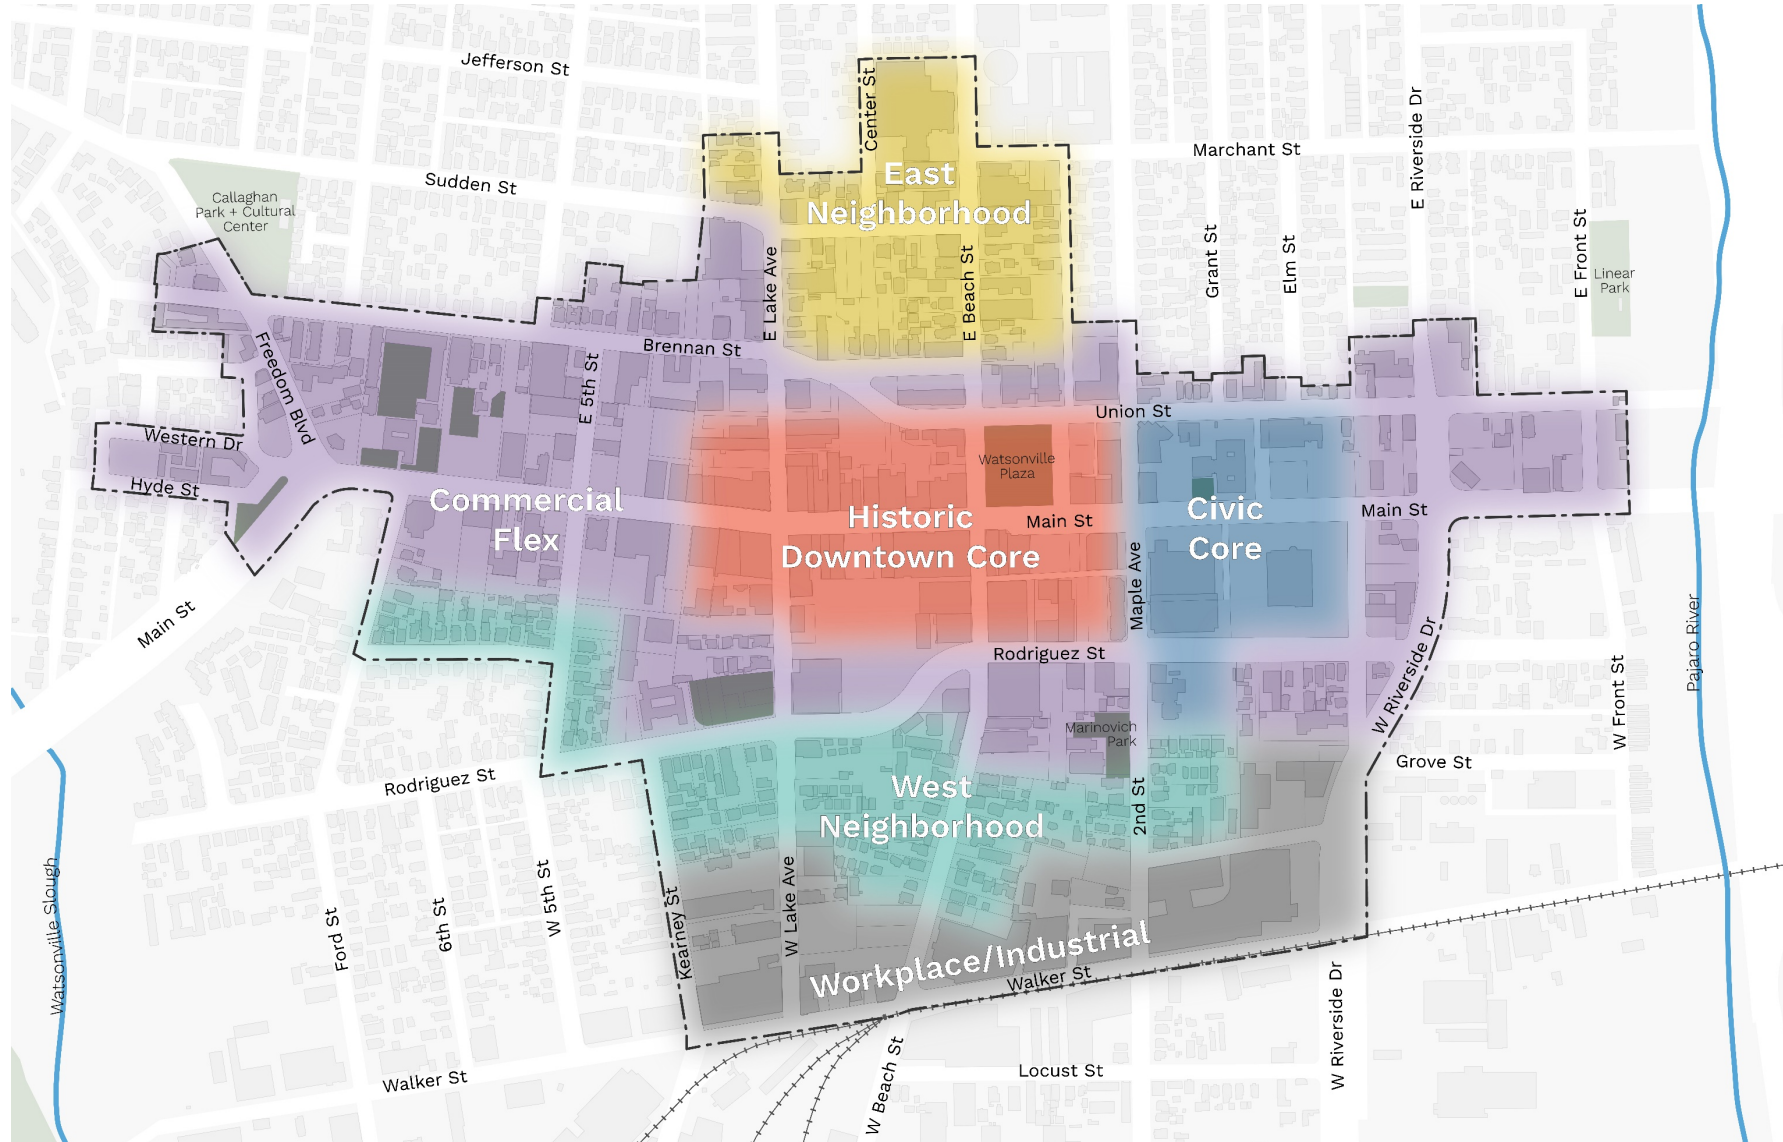 Jefferson St
Center St
Marchant St
E Riverside Dr
Sudden St
Callaghan
Park + Cultural
Center
East
Neighborhood
E Lake Ave
E Beach St
Grant St
Elm St
E Front St
Linear
Park
Freedom Blvd
Brennan St
E 5th St
Union St
Western Dr
Hyde St
Watsonville
Plaza
Commercial
Flex
Historic
Downtown Core
Main St
Civic
Core
Main St
Maple Ave
Main St
Rodriguez St
W Riverside Dr
Pajaro River
W Front St
Marinovich
Park
Grove St
Rodriguez St
West
Neighborhood
2nd St
Watsonville Slough
Ford St
6th St
W 5th St
Kearney St
W Lake Ave
Workplace/Industrial
Walker St
W Riverside Dr
Walker St
W Beach St
Locust St